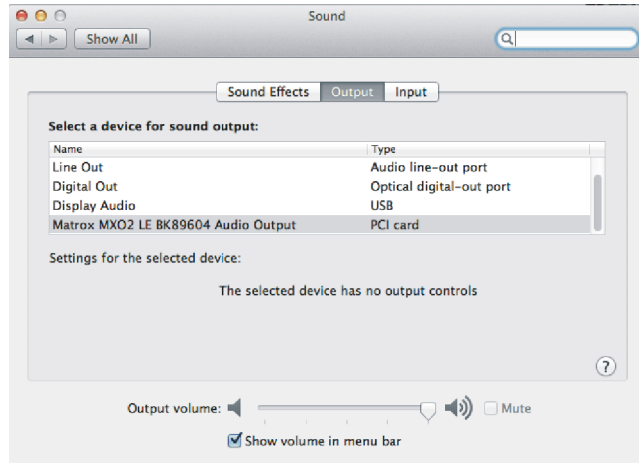 Sound
Show All
Sound Effects Output Input
Select a device for sound output:
Name Type
Line Out Audio line-out port
Digital Out Optical digital-out port
Display Audio USB
Matrox MXO2 LE BK89604 Audio Output PCI card
Settings for the selected device:
The selected device has no output controls
?
Output volume: Mute
Show volume in menu bar